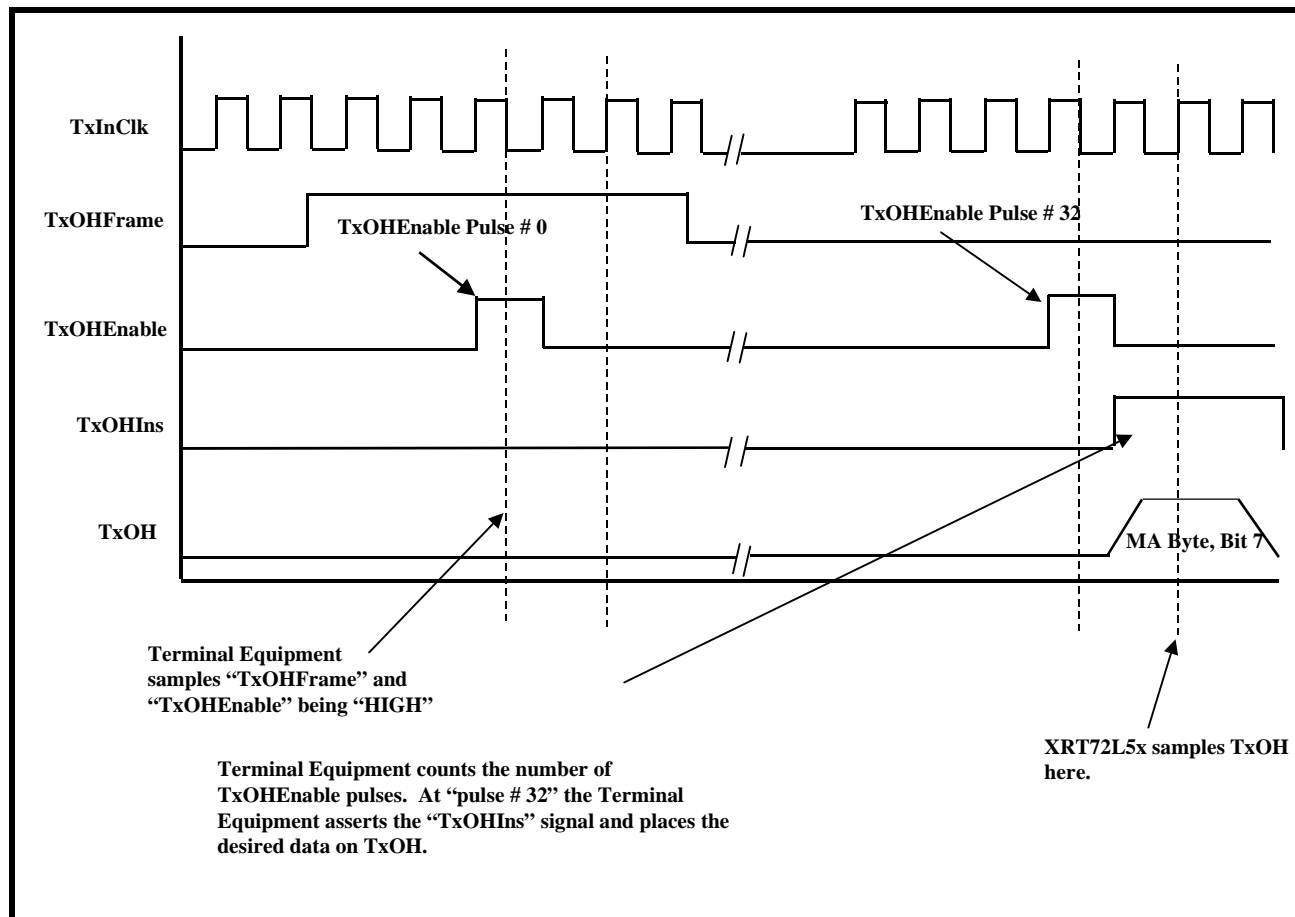 TxInClk
TxOHFrame
TxOHEnable Pulse # 0
TxOHEnable Pulse # 32
TxOHEnable
TxOHIns
TxOH
MA Byte, Bit 7
Terminal Equipment
samples “TxOHFrame” and
“TxOHEnable” being “HIGH”
XRT72L5x samples TxOH
here.
Terminal Equipment counts the number of
TxOHEnable pulses.  At “pulse # 32” the Terminal
Equipment asserts the “TxOHIns” signal and places the
desired data on TxOH.